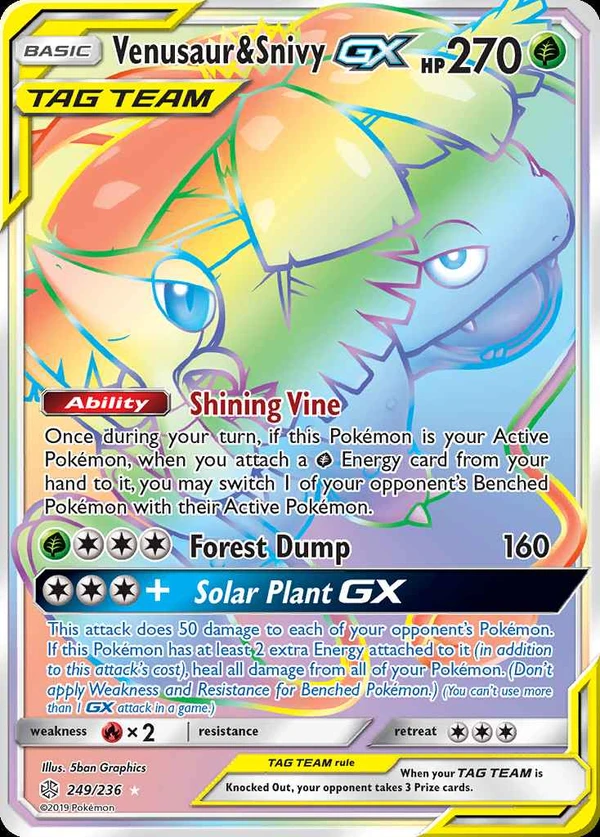 BASIC Venusaur&Snivy GX HP270
TAG TEAM
Ability Shining Vine
Once during your turn, if this Pokémon is your Active
Pokémon, when you attach a Energy card from your
hand to it, you may switch 1 of your opponent's Benched
Pokémon with their Active Pokémon.
Forest Dump 160
+ Solar Plant GX
This attack does 50 damage to each of your opponent's Pokémon.
If this Pokémon has at least 2 extra Energy attached to it (in addition
to this attack's cost), heal all damage from all of your Pokémon. (Don't
apply Weakness and Resistance for Benched Pokémon.) (You can't use more
than 1 GX attack in a game.)
weakness ×2 resistance retreat
Illus. 5ban Graphics
249/236
©2019 Pokémon
TAG TEAM rule
When your TAG TEAM is
Knocked Out, your opponent takes 3 Prize cards.